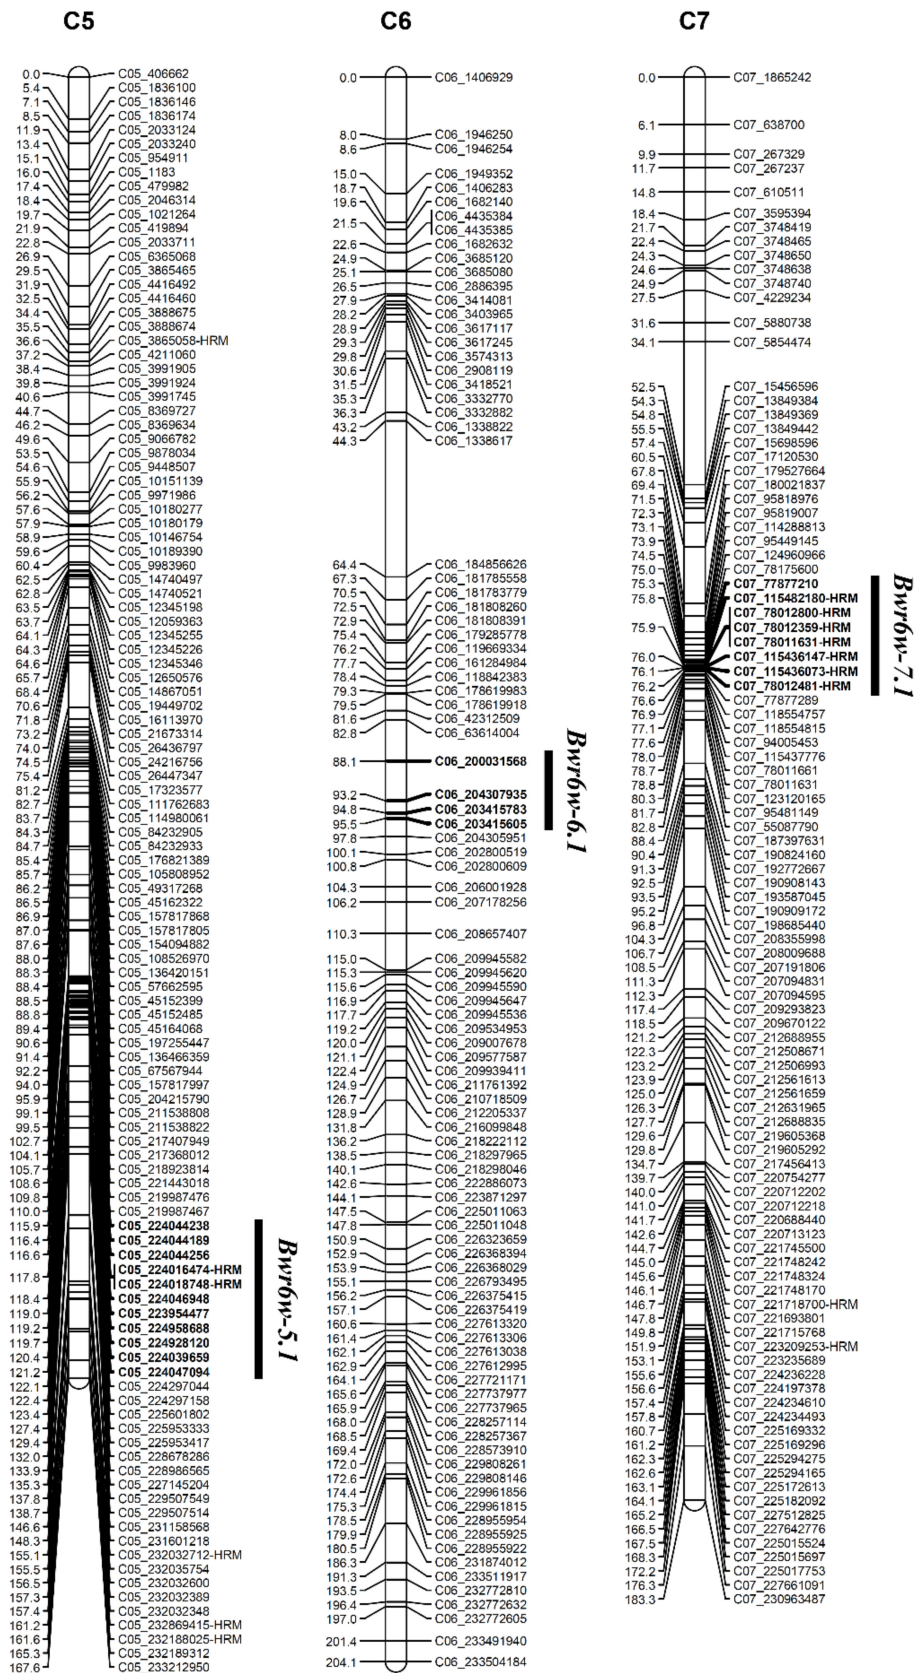 C5
0.0 C05_406662
5.4 C05_1836100
7.1 C05_1836146
8.5 C05_1836174
11.9 C05_2033124
13.4 C05_2033240
15.1 C05_954911
16.0 C05_1183
17.4 C05_479982
18.4 C05_2046314
19.7 C05_1021264
21.9 C05_419894
22.8 C05_2033711
26.9 C05_6365068
29.5 C05_3865465
31.9 C05_4416492
32.5 C05_4416460
34.4 C05_3888675
35.5 C05_3888674
36.6 C05_3865058-HRM
37.2 C05_4211060
38.4 C05_3991905
39.8 C05_3991924
40.6 C05_3991745
44.7 C05_8369727
46.2 C05_8369634
49.6 C05_9066782
53.5 C05_9878034
54.6 C05_9448507
55.9 C05_10151139
56.2 C05_9971986
57.6 C05_10180277
57.9 C05_10180179
58.9 C05_10146754
59.6 C05_10189390
60.4 C05_9983960
62.5 C05_14740497
62.8 C05_14740521
63.5 C05_12345198
63.7 C05_12059363
64.1 C05_12345255
64.3 C05_12345226
64.6 C05_12345346
65.7 C05_12650576
68.4 C05_14867051
70.6 C05_19449702
71.8 C05_16113970
73.2 C05_21673314
74.0 C05_26436797
74.5 C05_24216756
75.4 C05_26447347
81.2 C05_17323577
82.7 C05_111762683
83.7 C05_114980061
84.3 C05_84232905
84.7 C05_84232933
85.4 C05_176821389
85.7 C05_105808952
86.2 C05_49317268
86.5 C05_45162322
86.9 C05_157817868
87.0 C05_157817805
87.6 C05_154094882
88.0 C05_108526970
88.3 C05_136420151
88.4 C05_57662595
88.5 C05_45152399
88.8 C05_45152485
89.4 C05_45164068
90.6 C05_197255447
91.4 C05_136466359
92.2 C05_67567944
94.0 C05_157817997
95.9 C05_204215790
99.1 C05_211538808
99.5 C05_211538822
102.7 C05_217407949
104.1 C05_217368012
105.7 C05_218923814
108.6 C05_221443018
109.8 C05_219987476
110.0 C05_219987467
115.9 C05_224044238
116.4 C05_224044189
116.6 C05_224044256
117.8 C05_224016474-HRM
C05_224018748-HRM
118.4 C05_224046948
119.0 C05_223954477
119.2 C05_224958688
119.7 C05_224928120
120.4 C05_224039659
121.2 C05_224047094
122.1 C05_224297044
122.4 C05_224297158
123.4 C05_225601802
127.4 C05_225953333
129.4 C05_225953417
132.0 C05_228678286
133.9 C05_228986565
135.3 C05_227145204
137.8 C05_229507549
138.7 C05_229507514
146.6 C05_231158568
148.3 C05_231601218
155.1 C05_232032712-HRM
155.5 C05_232035754
156.5 C05_232032600
157.3 C05_232032389
157.4 C05_232032348
161.2 C05_232869415-HRM
161.6 C05_232188025-HRM
165.3 C05_232189312
167.6 C05_233212950
Bwr6w-5.1
C6
0.0 C06_1406929
8.0 C06_1946250
8.6 C06_1946254
15.0 C06_1949352
18.7 C06_1406283
19.6 C06_1682140
21.5 C06_4435384
C06_4435385
22.6 C06_1682632
24.9 C06_3685120
25.1 C06_3685080
26.5 C06_2886395
27.9 C06_3414081
28.2 C06_3403965
28.9 C06_3617117
29.3 C06_3617245
29.8 C06_3574313
30.6 C06_2908119
31.5 C06_3418521
35.3 C06_3332770
36.3 C06_3332882
43.2 C06_1338822
44.3 C06_1338617
64.4 C06_184856626
67.3 C06_181785558
70.5 C06_181783779
72.5 C06_181808260
72.9 C06_181808391
75.4 C06_179285778
76.2 C06_119669334
77.7 C06_161284984
78.4 C06_118842383
79.3 C06_178619983
79.5 C06_178619918
81.6 C06_42312509
82.8 C06_63614004
88.1 C06_200031568
93.2 C06_204307935
94.8 C06_203415783
95.5 C06_203415605
97.8 C06_204305951
100.1 C06_202800519
100.8 C06_202800609
104.3 C06_206001928
106.2 C06_207178256
110.3 C06_208657407
115.0 C06_209945582
115.3 C06_209945620
115.6 C06_209945590
116.9 C06_209945647
117.7 C06_209945536
119.2 C06_209534953
120.0 C06_209007678
121.1 C06_209577587
122.4 C06_209939411
124.9 C06_211761392
126.7 C06_210718509
128.9 C06_212205337
131.8 C06_216099848
136.2 C06_218222112
138.5 C06_218297965
140.1 C06_218298046
142.6 C06_222886073
144.1 C06_223871297
147.5 C06_225011063
147.8 C06_225011048
150.9 C06_226323659
152.9 C06_226368394
153.9 C06_226368029
155.1 C06_226793495
156.2 C06_226375415
157.1 C06_226375419
160.6 C06_227613320
161.4 C06_227613306
162.1 C06_227613038
162.9 C06_227612995
164.1 C06_227721171
165.6 C06_227737977
165.9 C06_227737965
168.0 C06_228257114
168.5 C06_228257367
169.4 C06_228573910
172.0 C06_229808261
172.6 C06_229808146
174.4 C06_229961856
175.3 C06_229961815
178.5 C06_228955954
179.9 C06_228955925
180.5 C06_228955922
186.3 C06_231874012
191.3 C06_233511917
193.5 C06_232772810
196.4 C06_232772632
197.0 C06_232772605
201.4 C06_233491940
204.1 C06_233504184
Bwr6w-6.1
C7
0.0 C07_1865242
6.1 C07_638700
9.9 C07_267329
11.7 C07_267237
14.8 C07_610511
18.4 C07_3595394
21.7 C07_3748419
22.4 C07_3748465
24.3 C07_3748650
24.6 C07_3748638
24.9 C07_3748740
27.5 C07_4229234
31.6 C07_5880738
34.1 C07_5854474
52.5 C07_15456596
54.3 C07_13849384
54.8 C07_13849369
55.5 C07_13849442
57.4 C07_15698596
60.5 C07_17120530
67.8 C07_179527664
69.4 C07_180021837
71.5 C07_95818976
72.3 C07_95819007
73.1 C07_114288813
73.9 C07_95449145
74.5 C07_124960966
75.0 C07_78175600
75.3 C07_77877210
75.8 C07_115482180-HRM
C07_78012800-HRM
75.9 C07_78012359-HRM
C07_78011631-HRM
76.0 C07_115436147-HRM
76.1 C07_115436073-HRM
76.2 C07_78012481-HRM
76.6 C07_77877289
76.9 C07_118554757
77.1 C07_118554815
77.6 C07_94005453
78.0 C07_115437776
78.7 C07_78011661
78.8 C07_78011631
80.3 C07_123120165
81.7 C07_95481149
82.8 C07_55087790
88.4 C07_187397631
90.4 C07_190824160
91.3 C07_192772667
92.5 C07_190908143
93.5 C07_193587045
95.2 C07_190909172
96.8 C07_198685440
104.3 C07_208355998
106.7 C07_208009688
108.5 C07_207191806
111.3 C07_207094831
112.3 C07_207094595
117.4 C07_209293823
118.5 C07_209670122
121.2 C07_212688955
122.3 C07_212508671
123.2 C07_212506993
123.9 C07_212561613
125.0 C07_212561659
126.3 C07_212631965
127.7 C07_212688835
129.6 C07_219605368
129.8 C07_219605292
134.7 C07_217456413
139.7 C07_220754277
140.0 C07_220712202
141.0 C07_220712218
141.7 C07_220688440
142.6 C07_220713123
144.7 C07_221745500
145.0 C07_221748242
145.6 C07_221748324
146.1 C07_221748170
146.7 C07_221718700-HRM
147.8 C07_221693801
149.8 C07_221715768
151.9 C07_223209253-HRM
153.1 C07_223235689
155.6 C07_224236228
156.6 C07_224197378
157.4 C07_224234610
157.8 C07_224234493
160.7 C07_225169332
161.2 C07_225169296
162.3 C07_225294275
162.6 C07_225294165
163.1 C07_225172613
164.1 C07_225182092
165.2 C07_227512825
166.5 C07_227642776
167.5 C07_225015524
168.3 C07_225015697
172.2 C07_225017753
176.3 C07_227661091
183.3 C07_230963487
Bwr6w-7.1